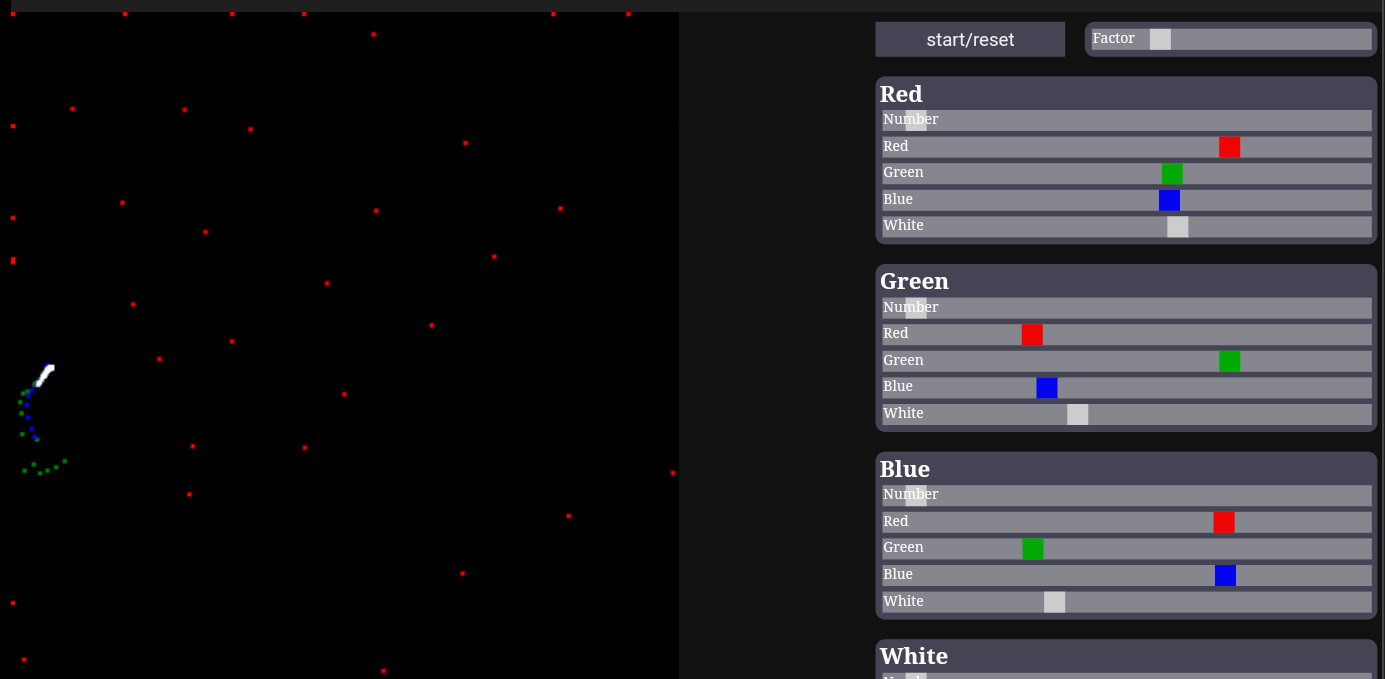 start/reset
Factor
Red
Number
Red
Green
Blue
White
Green
Number
Red
Green
Blue
White
Blue
Number
Red
Green
Blue
White
White